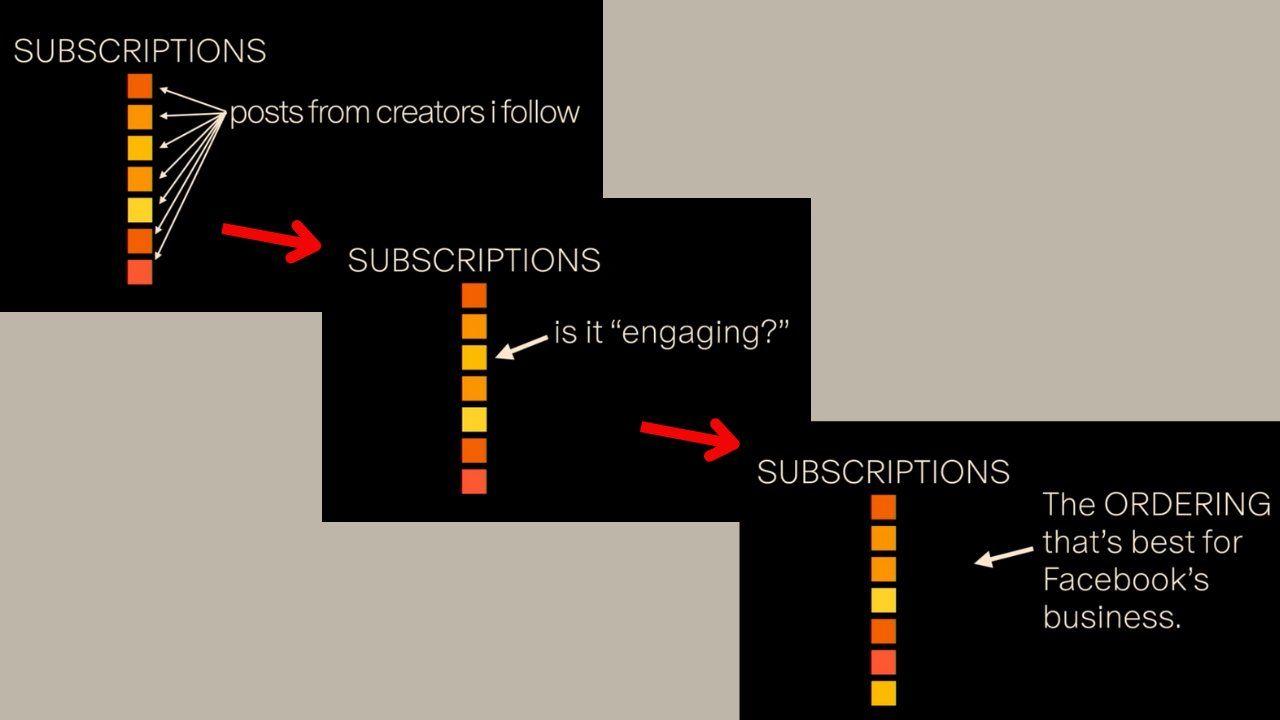 SUBSCRIPTIONS
posts from creators i follow
SUBSCRIPTIONS
is it “engaging?”
SUBSCRIPTIONS
The ORDERING
that’s best for
Facebook’s
business.